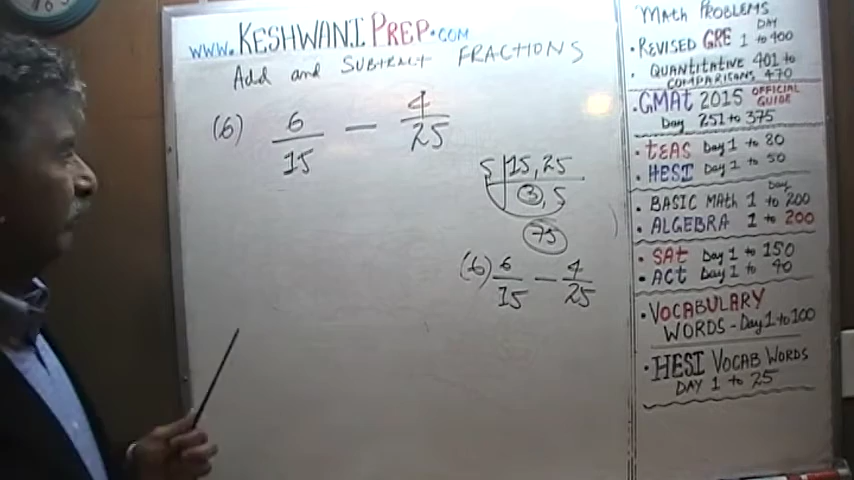 www.KESHWANIPREP.com
Add and SUBTRACT FRACTIONS
(6) 6/15 - 4/25
5 | 15, 25
3, 5
75
(6) 6/15 - 4/25
MATH PROBLEMS
DAY
• REVISED GRE 1 to 400
• QUANTITATIVE 401 to
COMPARISONS 470
• GMAT 2015 OFFICIAL
GUIDE
Day 251 to 375
• TEAS Day 1 to 80
• HESI Day 1 to 50
Day
• BASIC MATH 1 to 200
• ALGEBRA 1 to 200
• SAT Day 1 to 150
• ACT Day 1 to 40
• VOCABULARY
WORDS - Day 1 to 100
• HESI VOCAB WORDS
DAY 1 to 25